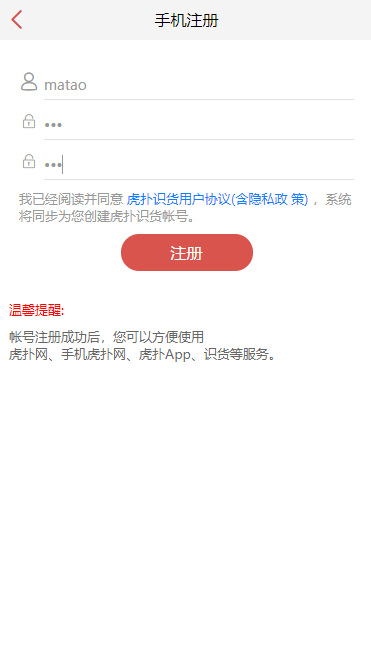 手机注册
matao
•••
•••
我已经阅读并同意 虎扑识货用户协议(含隐私政 策) ，系统
将同步为您创建虎扑识货帐号。
注册
温馨提醒:
帐号注册成功后，您可以方便使用
虎扑网、手机虎扑网、虎扑App、识货等服务。